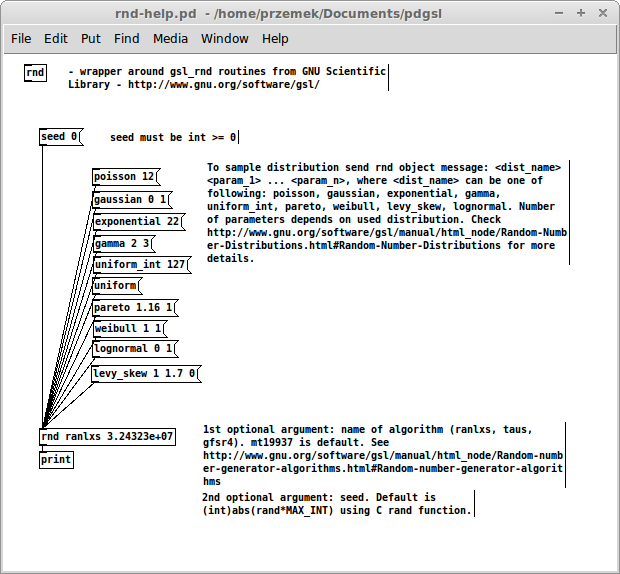 rnd-help.pd - /home/przemek/Documents/pdgsl
File Edit Put Find Media Window Help
rnd
- wrapper around gsl_rnd routines from GNU Scientific
Library - http://www.gnu.org/software/gsl/
seed 0
seed must be int >= 0
poisson 12
gaussian 0 1
exponential 22
gamma 2 3
uniform_int 127
uniform
pareto 1.16 1
weibull 1 1
lognormal 0 1
levy_skew 1 1.7 0
To sample distribution send rnd object message: <dist_name>
<param_1> ... <param_n>, where <dist_name> can be one of
following: poisson, gaussian, exponential, gamma,
uniform_int, pareto, weibull, levy_skew, lognormal. Number
of parameters depends on used distribution. Check
http://www.gnu.org/software/gsl/manual/html_node/Random-Numb
er-Distributions.html#Random-Number-Distributions for more
details.
rnd ranlxs 3.24323e+07
print
1st optional argument: name of algorithm (ranlxs, taus,
gfsr4). mt19937 is default. See
http://www.gnu.org/software/gsl/manual/html_node/Random-numb
er-generator-algorithms.html#Random-number-generator-algorit
hms
2nd optional argument: seed. Default is
(int)abs(rand*MAX_INT) using C rand function.